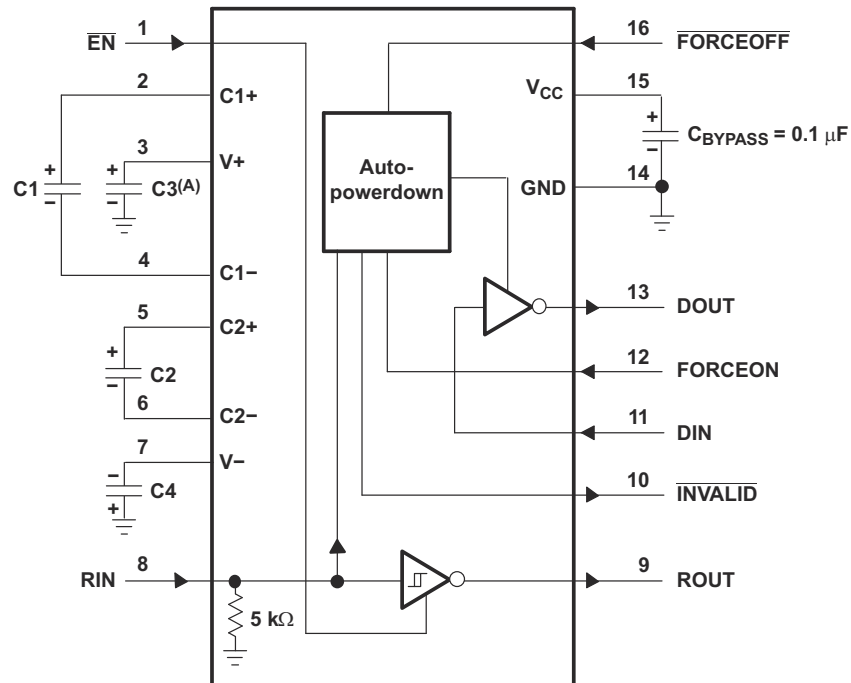 EN
1
16
FORCEOFF
2
C1+
VCC
15
+
−
CBYPASS = 0.1 μF
3
V+
C1
+
−
+
−
C3(A)
Auto-
powerdown
GND
14
4
C1−
5
C2+
13
DOUT
+
−
C2
12
FORCEON
6
C2−
11
DIN
7
V−
−
+
C4
10
INVALID
RIN
8
9
ROUT
5 kΩ